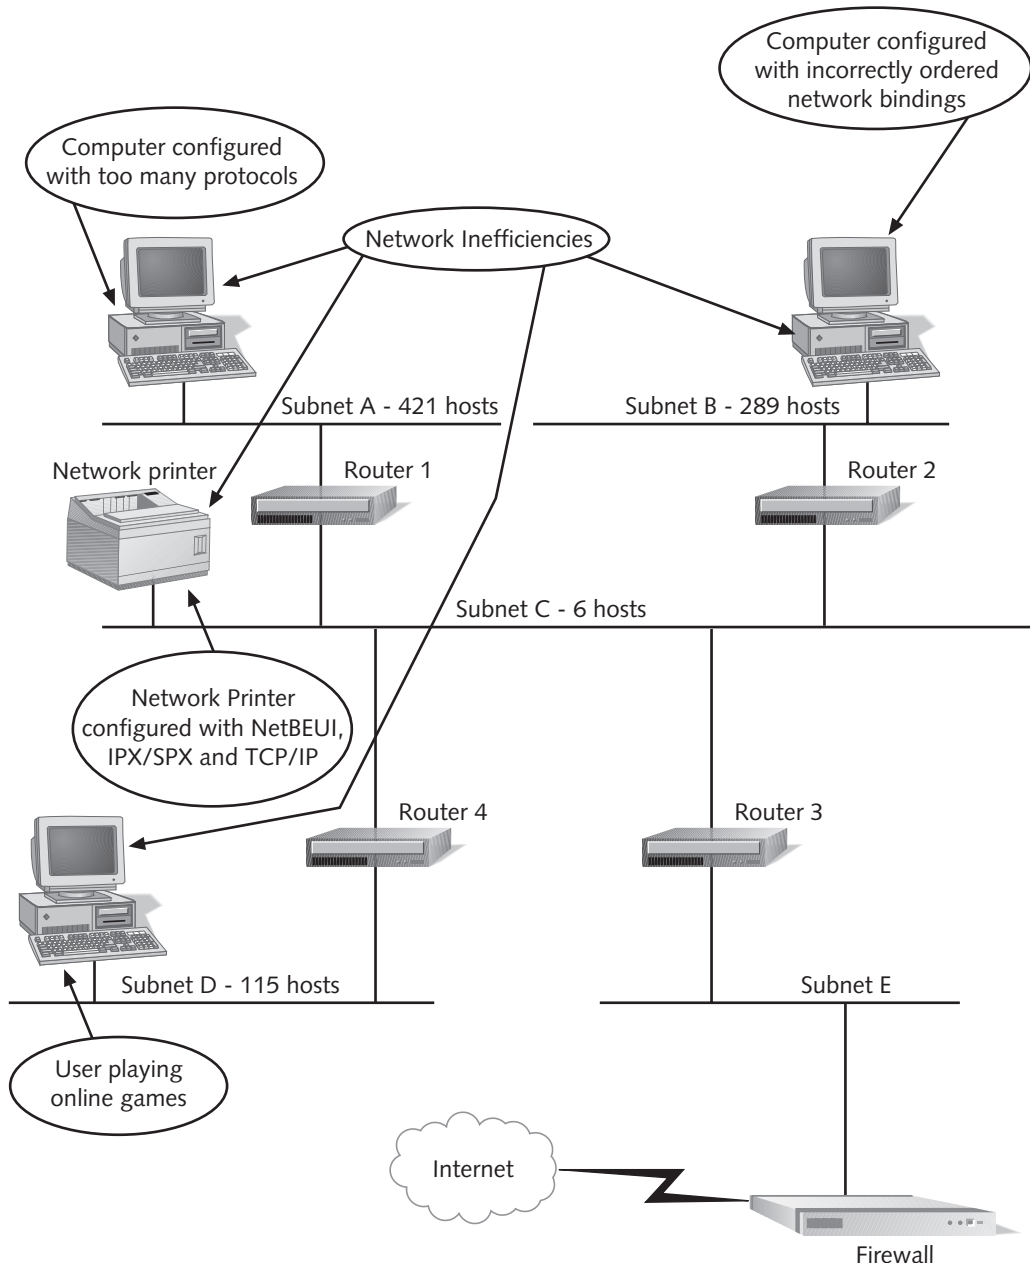 Computer configured
with incorrectly ordered
network bindings
Computer configured
with too many protocols
Network Inefficiencies
Subnet A - 421 hosts
Subnet B - 289 hosts
Network printer
Router 1
Router 2
Subnet C - 6 hosts
Network Printer
configured with NetBEUI,
IPX/SPX and TCP/IP
Router 4
Router 3
Subnet D - 115 hosts
Subnet E
User playing
online games
Internet
Firewall